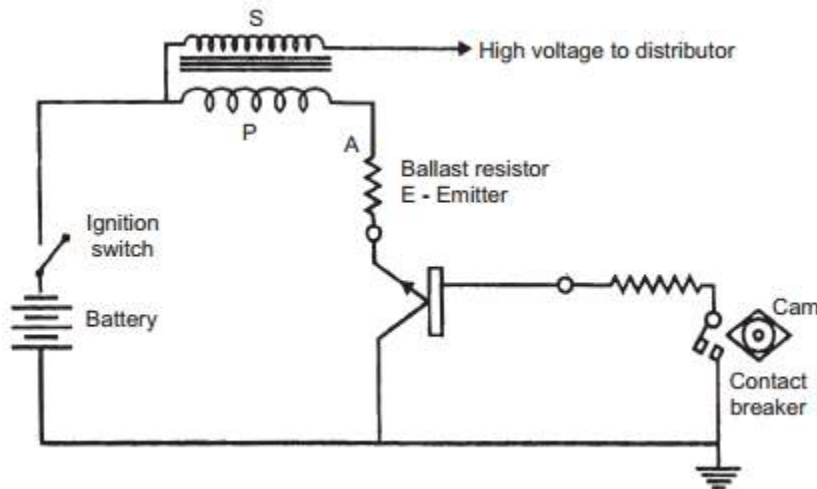 S
High voltage to distributor
P
A
Ballast resistor
E - Emitter
Ignition
switch
Battery
Cam
Contact
breaker